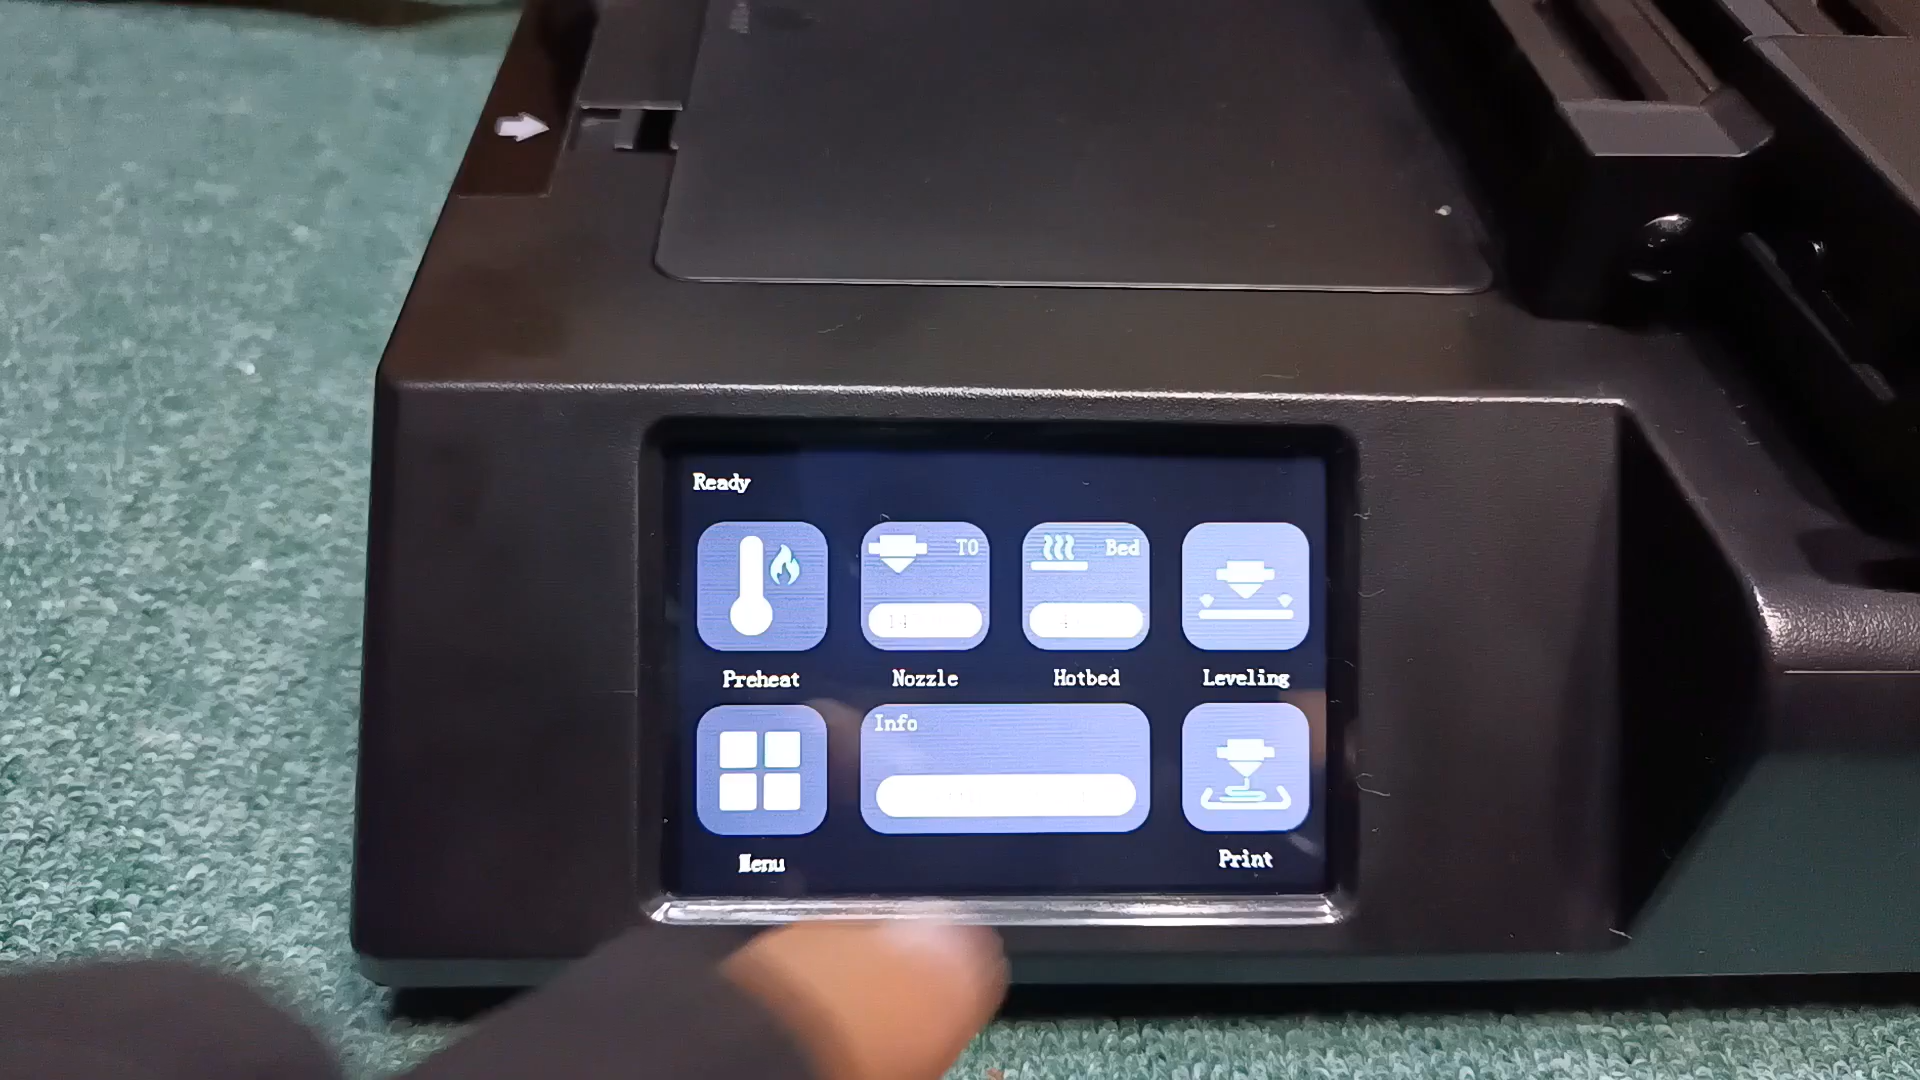 Ready
T0
Bed
Preheat
Nozzle
Hotbed
Leveling
Info
Menu
Print